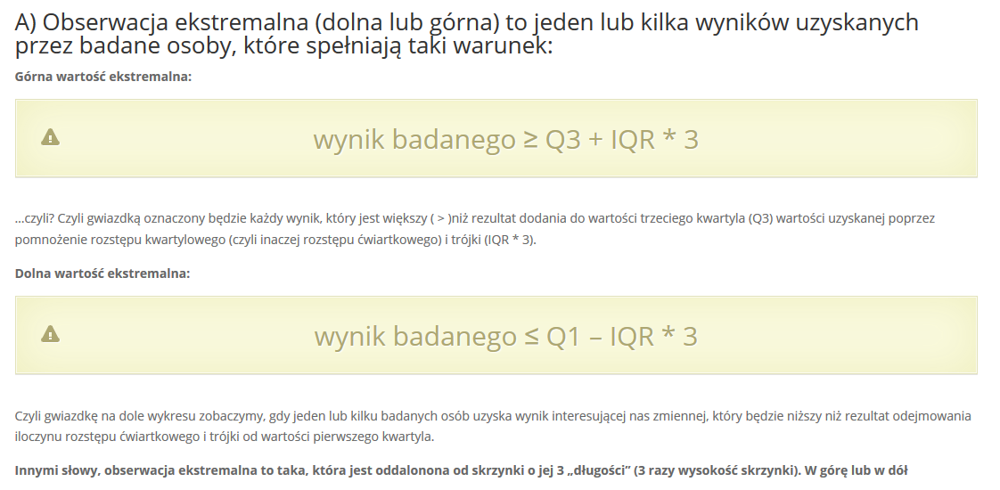 A) Obserwacja ekstremalna (dolna lub górna) to jeden lub kilka wyników uzyskanych
przez badane osoby, które spełniają taki warunek:
Górna wartość ekstremalna:
wynik badanego ≥ Q3 + IQR * 3
…czyli? Czyli gwiazdką oznaczony będzie każdy wynik, który jest większy ( > )niż rezultat dodania do wartości trzeciego kwartyla (Q3) wartości uzyskanej poprzez
pomnożenie rozstępu kwartylowego (czyli inaczej rozstępu ćwiartkowego) i trójki (IQR * 3).
Dolna wartość ekstremalna:
wynik badanego ≤ Q1 – IQR * 3
Czyli gwiazdkę na dole wykresu zobaczymy, gdy jeden lub kilku badanych osób uzyska wynik interesującej nas zmiennej, który będzie niższy niż rezultat odejmowania
iloczynu rozstępu ćwiartkowego i trójki od wartości pierwszego kwartyla.
Innymi słowy, obserwacja ekstremalna to taka, która jest oddalonona od skrzynki o jej 3 „długości” (3 razy wysokość skrzynki). W górę lub w dół